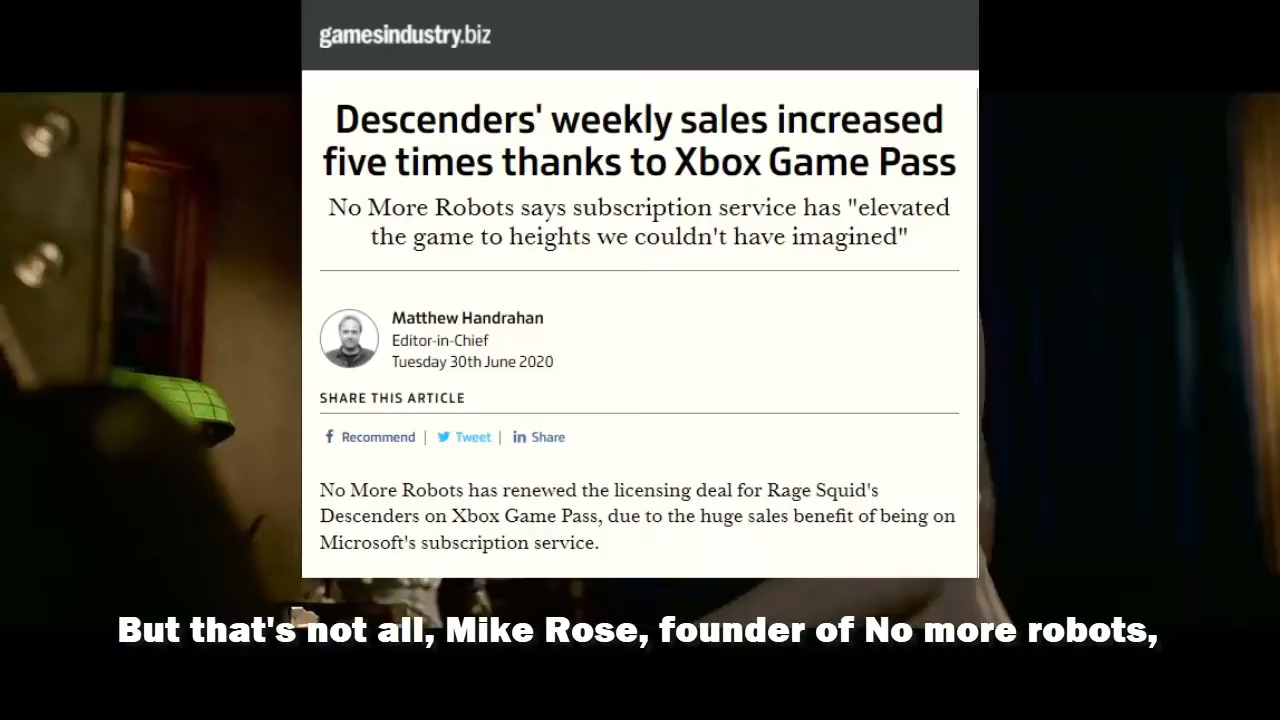 gamesindustry.biz
Descenders' weekly sales increased
five times thanks to Xbox Game Pass
No More Robots says subscription service has "elevated
the game to heights we couldn't have imagined"
Matthew Handrahan
Editor-in-Chief
Tuesday 30th June 2020
SHARE THIS ARTICLE
Recommend | Tweet | Share
No More Robots has renewed the licensing deal for Rage Squid's
Descenders on Xbox Game Pass, due to the huge sales benefit of being on
Microsoft's subscription service.
But that's not all, Mike Rose, founder of No more robots,